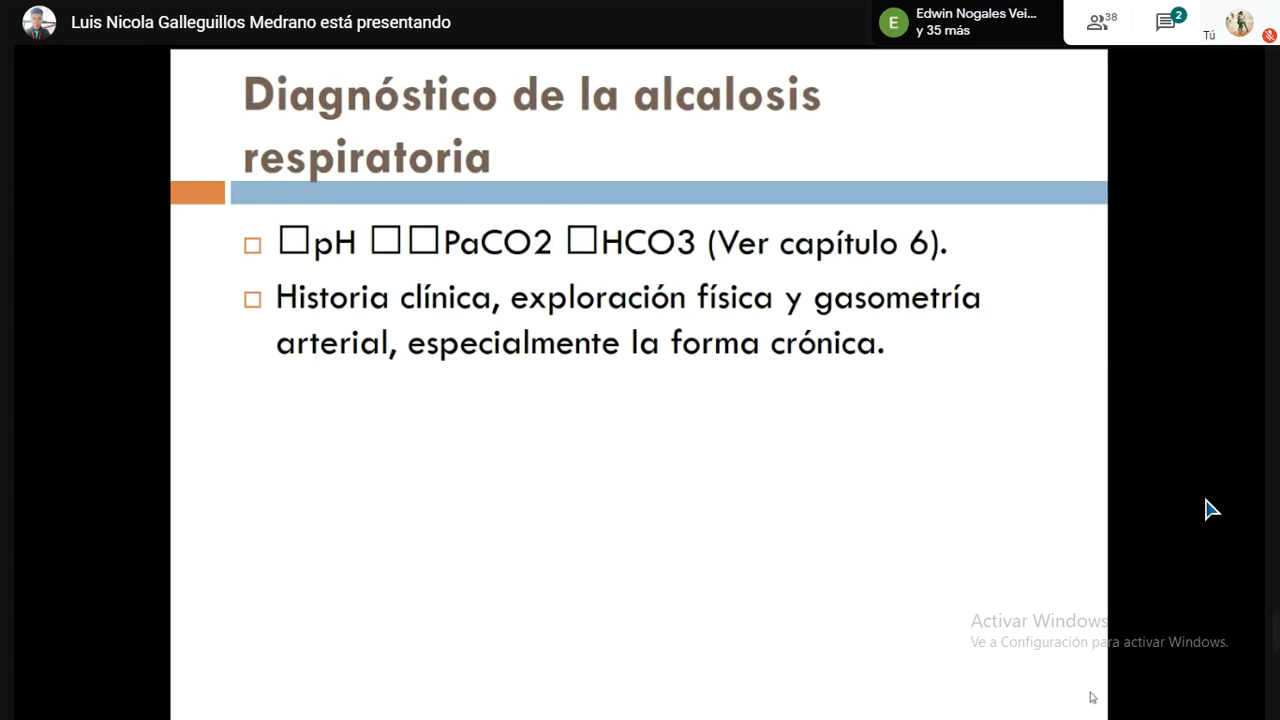 Luis Nicola Galleguillos Medrano está presentando
E
Edwin Nogales Vei...
y 35 más
38
2
Tú
Diagnóstico de la alcalosis
respiratoria
□pH □□PaCO2 □HCO3 (Ver capítulo 6).
Historia clínica, exploración física y gasometría
arterial, especialmente la forma crónica.
Activar Windows
Ve a Configuración para activar Windows.